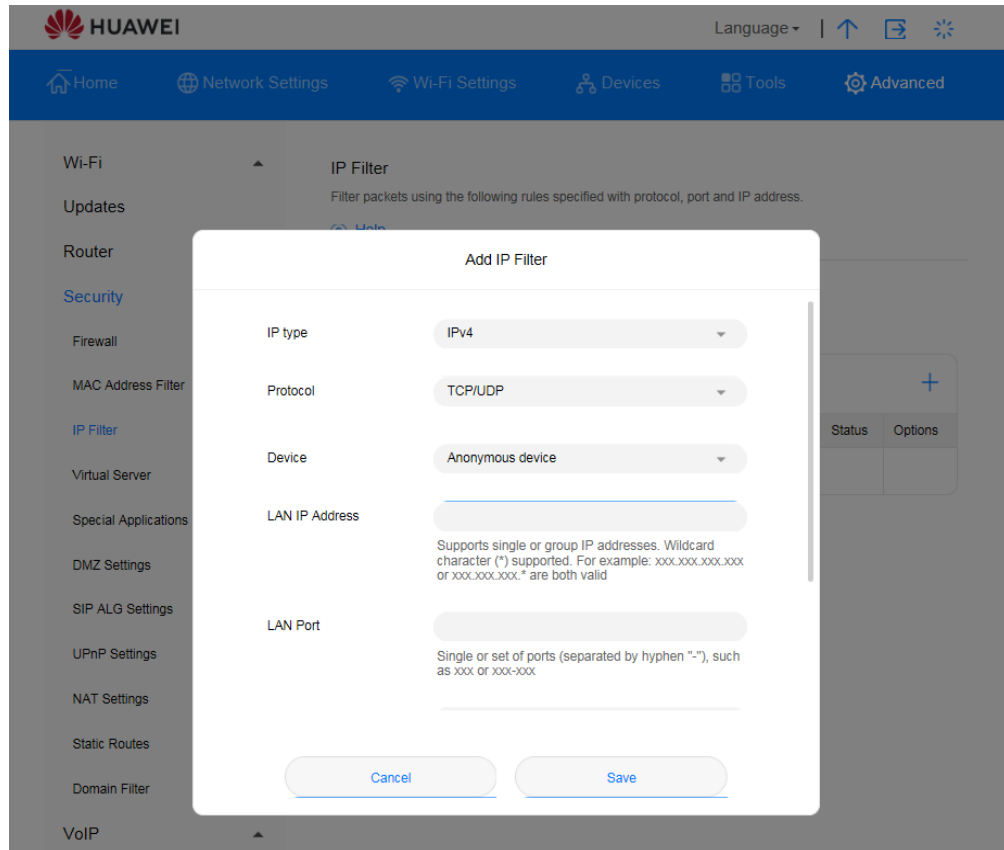 HUAWEI
Language
Home
Network Settings
Wi-Fi Settings
Devices
Tools
Advanced
Wi-Fi
Updates
Router
Security
Firewall
MAC Address Filter
IP Filter
Virtual Server
Special Applications
DMZ Settings
SIP ALG Settings
UPnP Settings
NAT Settings
Static Routes
Domain Filter
VoIP
IP Filter
Filter packets using the following rules specified with protocol, port and IP address.
Help
+
Status
Options
Add IP Filter
IP type
IPv4
Protocol
TCP/UDP
Device
Anonymous device
LAN IP Address
Supports single or group IP addresses. Wildcard
character (*) supported. For example: xxx.xxx.xxx.xxx
or xxx.xxx.xxx.* are both valid
LAN Port
Single or set of ports (separated by hyphen "-"), such
as xxx or xxx-xxx
Cancel
Save